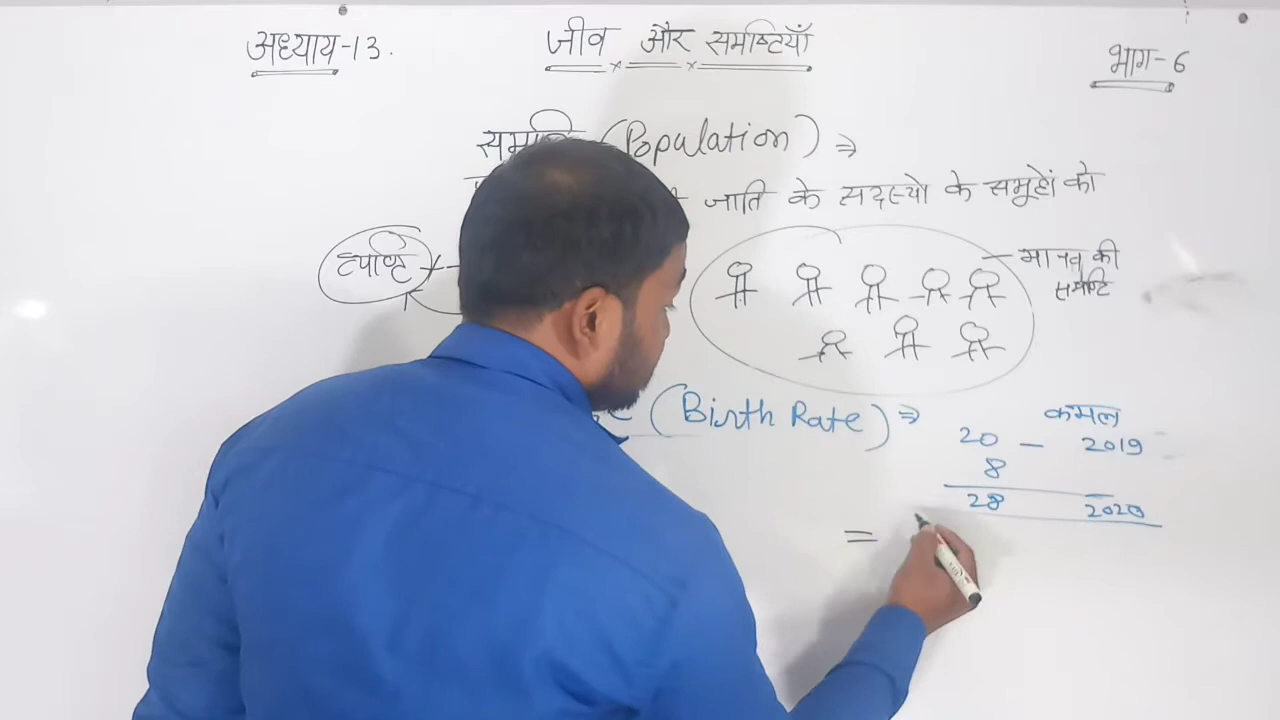 अध्याय-13.
जीव और समष्टियाँ
भाग-6
(Population) ⇒
जाति के सदस्यो के समूहों को
व्यष्टि
मानव की
समष्टि
(Birth Rate) ⇒
कमल
20 – 2019
8
28 2020
=